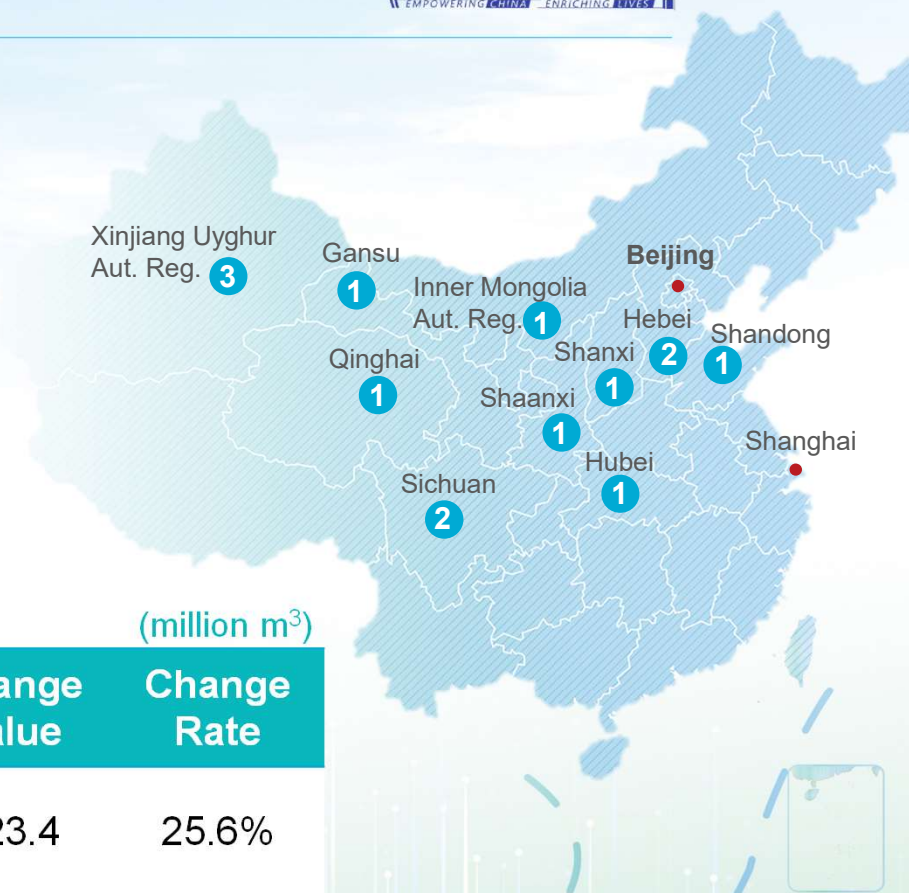 EMPOWERING CHINA ENRICHING LIVES
Xinjiang Uyghur
Aut. Reg. 3
Gansu
1
Inner Mongolia
Aut. Reg. 1
Beijing
Hebei
2
Shandong
1
Qinghai
1
Shanxi
1
Shaanxi
1
Shanghai
Hubei
1
Sichuan
2
(million m³)
ange
alue
Change
Rate
23.4 25.6%